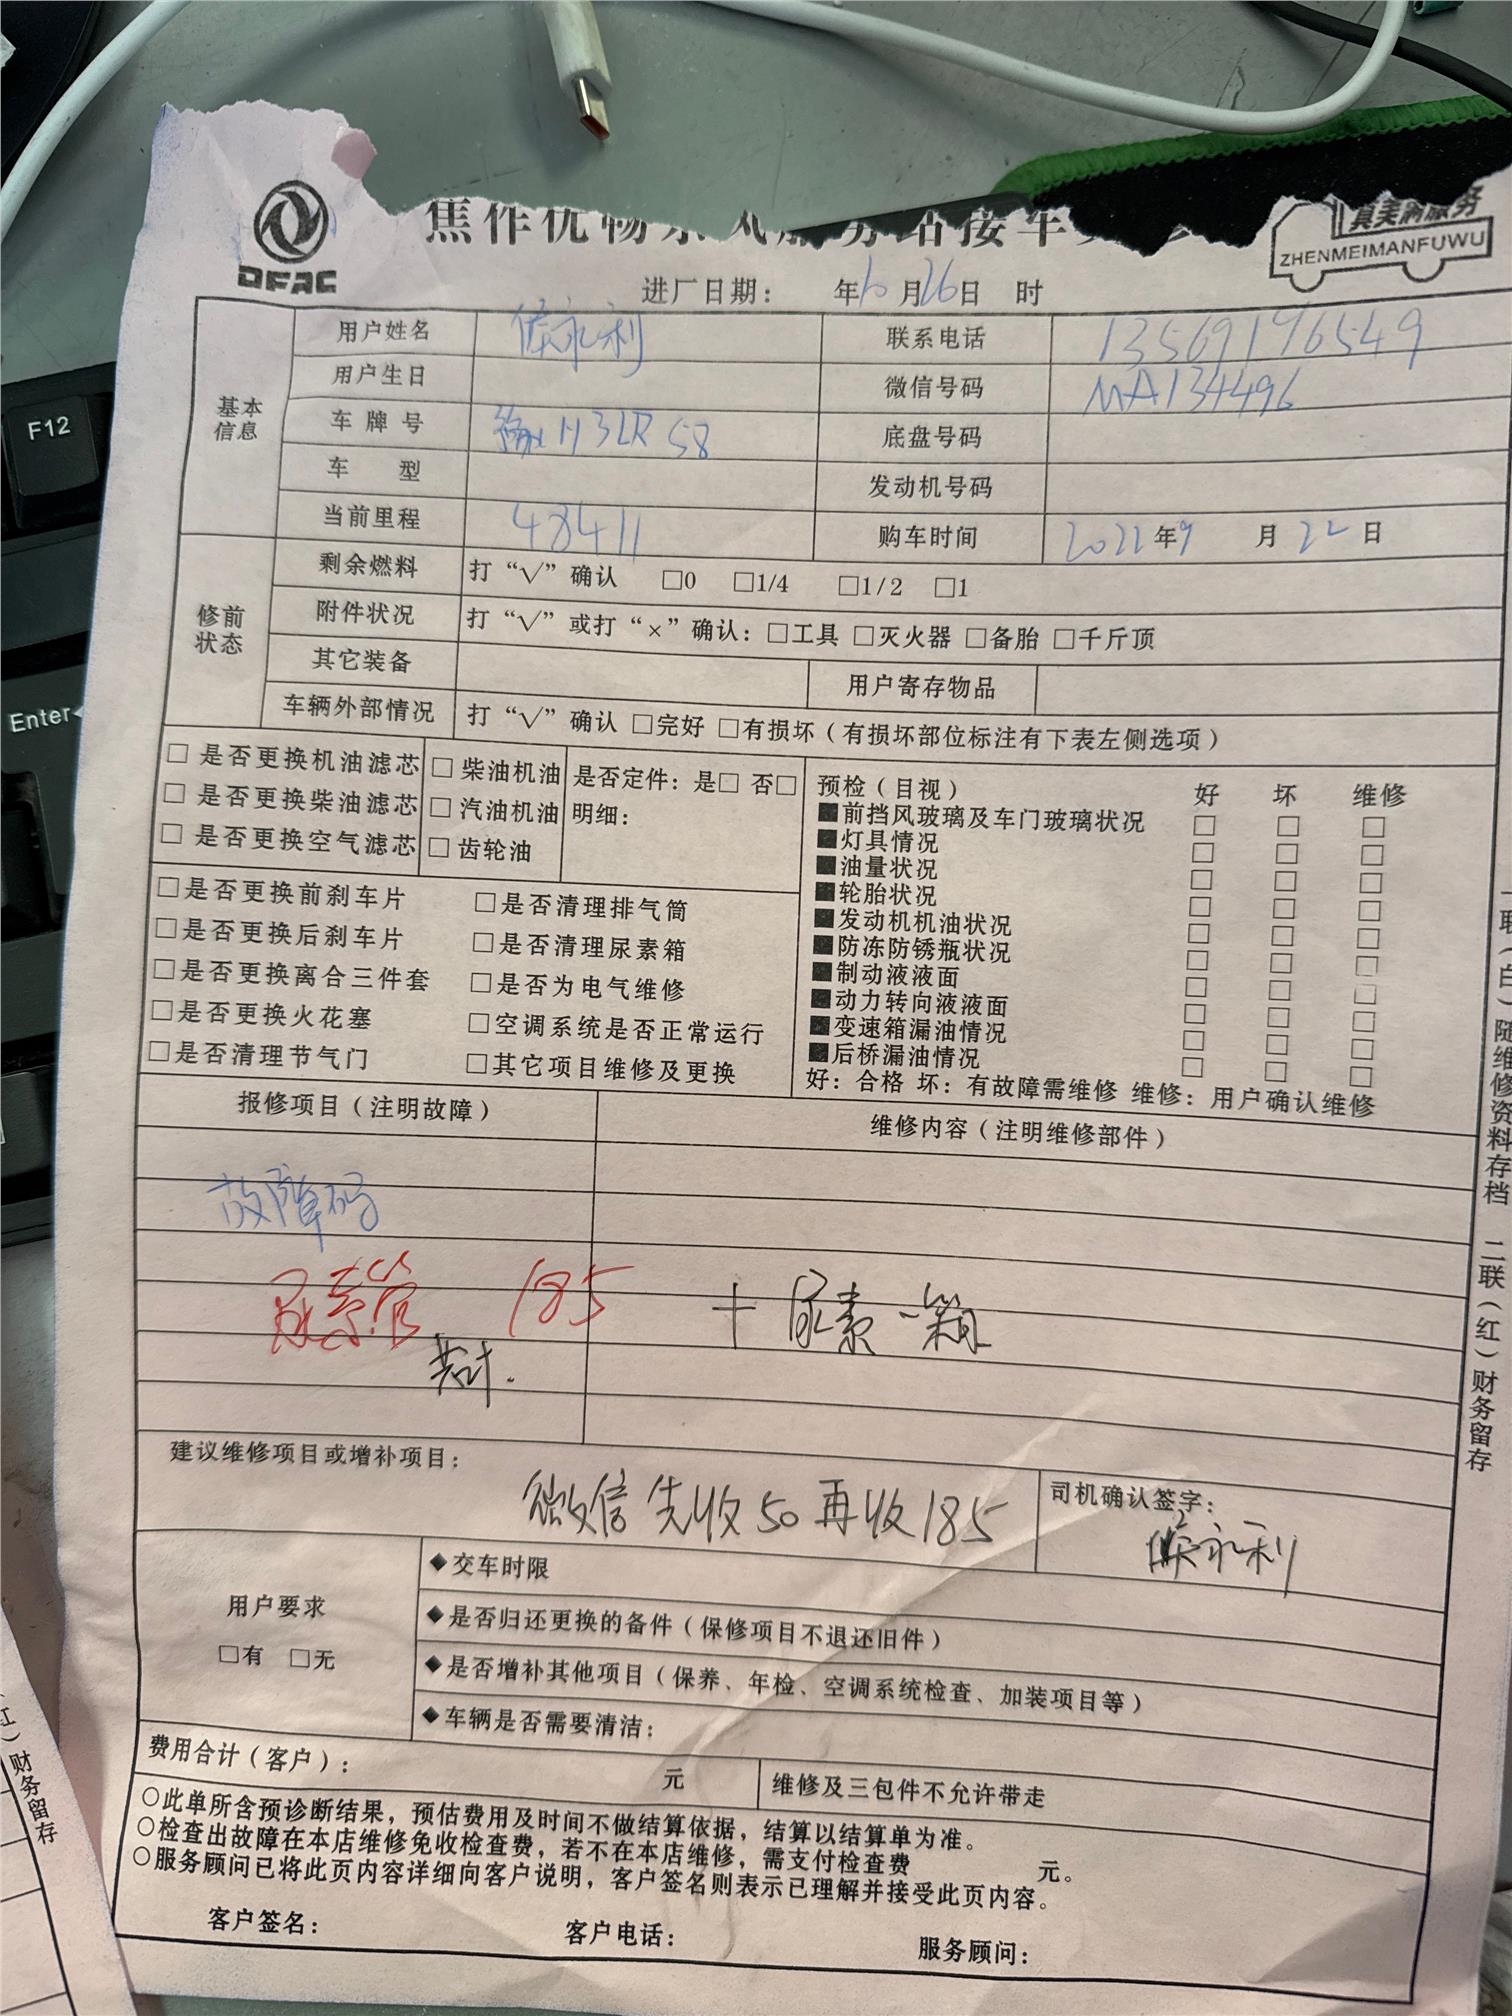 F12
Enter
DFAC
真美满服务
ZHENMEIMANFUWU
焦作优畅东风服务站接车
进厂日期： 年10月26日 时
基本信息
用户姓名 侯永利 联系电话 13569196549
用户生日 微信号码 MA134496
车牌号 豫H3LR58 底盘号码
车 型 发动机号码
当前里程 48411 购车时间 2022年9月22日
修前状态
剩余燃料 打“√”确认 □0 □1/4 □1/2 □1
附件状况 打“√”或打“×”确认：□工具 □灭火器 □备胎 □千斤顶
其它装备 用户寄存物品
车辆外部情况 打“√”确认 □完好 □有损坏（有损坏部位标注有下表左侧选项）
□ 是否更换机油滤芯 □ 柴油机油 是否定件：是□ 否□
□ 是否更换柴油滤芯 □ 汽油机油 明细：
□ 是否更换空气滤芯 □ 齿轮油
□是否更换前刹车片 □是否清理排气筒
□是否更换后刹车片 □是否清理尿素箱
□是否更换离合三件套 □是否为电气维修
□是否更换火花塞 □空调系统是否正常运行
□是否清理节气门 □其它项目维修及更换
预检（目视） 好 坏 维修
■前挡风玻璃及车门玻璃状况 □ □ □
■灯具情况 □ □ □
■油量状况 □ □ □
■轮胎状况 □ □ □
■发动机机油状况 □ □ □
■防冻防锈瓶状况 □ □ □
■制动液液面 □ □ □
■动力转向液液面 □ □ □
■变速箱漏油情况 □ □ □
■后桥漏油情况 □ □ □
好：合格 坏：有故障需维修 维修：用户确认维修
报修项目（注明故障） 维修内容（注明维修部件）
故障码
尿素管 185 + 尿素一箱
共计.
建议维修项目或增补项目：
微信先收50再收185
司机确认签字：
侯永利
用户要求
□有 □无
◆交车时限
◆是否归还更换的备件（保修项目不退还旧件）
◆是否增补其他项目（保养、年检、空调系统检查、加装项目等）
◆车辆是否需要清洁：
费用合计（客户）： 元 维修及三包件不允许带走
○此单所含预诊断结果，预估费用及时间不做结算依据，结算以结算单为准。
○检查出故障在本店维修免收检查费，若不在本店维修，需支付检查费 元。
○服务顾问已将此页内容详细向客户说明，客户签名则表示已理解并接受此页内容。
客户签名： 客户电话： 服务顾问：
一联（白）随维修资料存档 二联（红）财务留存
红）财务留存